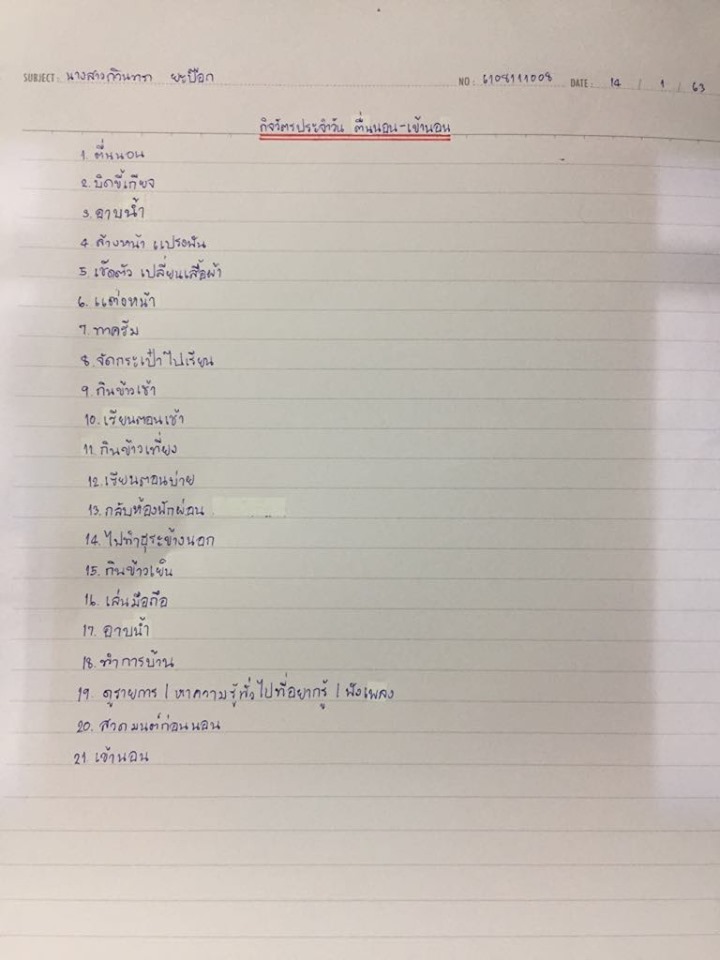 SUBJECT: นางสาวกวินทรา ยะป๊อก NO: 6108111008 DATE: 14 / 1 / 63
กิจวัตรประจำวัน ตื่นนอน-เข้านอน
1. ตื่นนอน
2. บิดขี้เกียจ
3. อาบน้ำ
4. ล้างหน้า แปรงฟัน
5. เช็ดตัว เปลี่ยนเสื้อผ้า
6. แต่งหน้า
7. ทาครีม
8. จัดกระเป๋าไปเรียน
9. กินข้าวเช้า
10. เรียนตอนเช้า
11. กินข้าวเที่ยง
12. เรียนตอนบ่าย
13. กลับห้องพักผ่อน
14. ไปทำธุระข้างนอก
15. กินข้าวเย็น
16. เล่นมือถือ
17. อาบน้ำ
18. ทำการบ้าน
19. ดูรายการ / หาความรู้ทั่วไปที่อยากรู้ / ฟังเพลง
20. สวดมนต์ก่อนนอน
21. เข้านอน